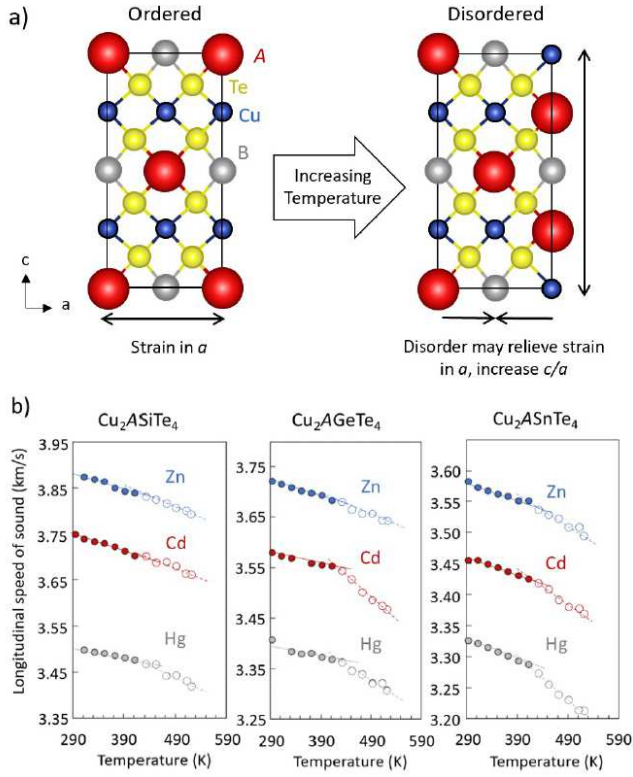 a)
Ordered
Disordered
A
Te
Cu
B
Increasing
Temperature
c
a
Strain in a
Disorder may relieve strain
in a, increase c/a
b)
Cu₂ASiTe₄
Cu₂AGeTe₄
Cu₂ASnTe₄
Longitudinal speed of sound (km/s)
3.95
3.85
3.75
3.65
3.55
3.45
3.35
Zn
Cd
Hg
290
390
490
590
Temperature (K)
3.75
3.65
3.55
3.45
3.35
3.25
Zn
Cd
Hg
290
390
490
590
Temperature (K)
3.60
3.55
3.50
3.45
3.40
3.35
3.30
3.25
3.20
Zn
Cd
Hg
290
390
490
590
Temperature (K)